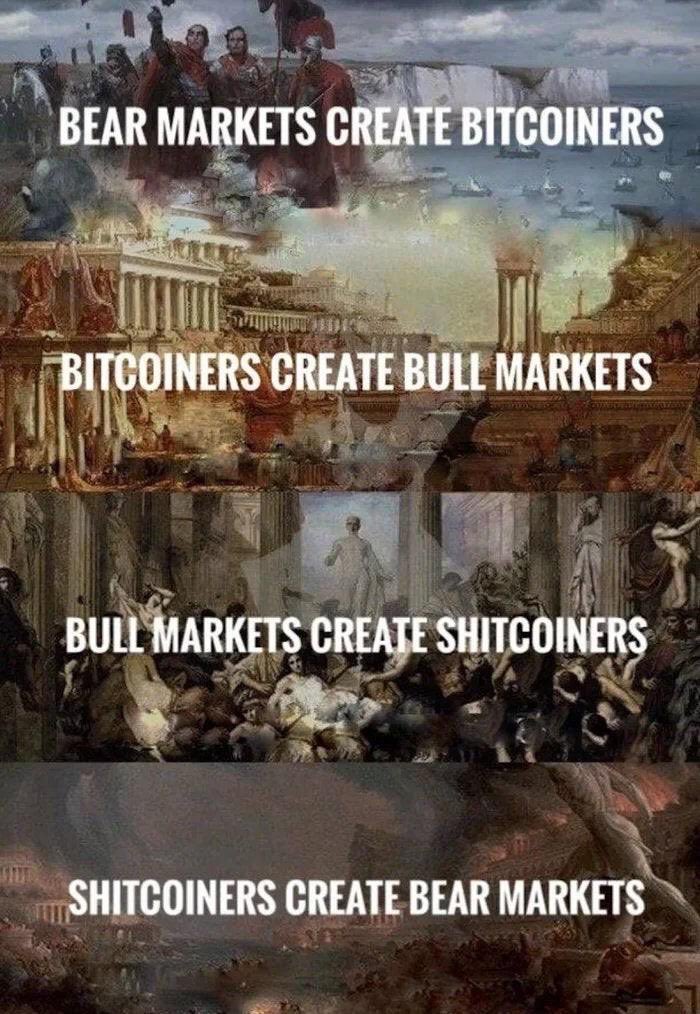 BEAR MARKETS CREATE BITCOINERS
BITCOINERS CREATE BULL MARKETS
BULL MARKETS CREATE SHITCOINERS
SHITCOINERS CREATE BEAR MARKETS